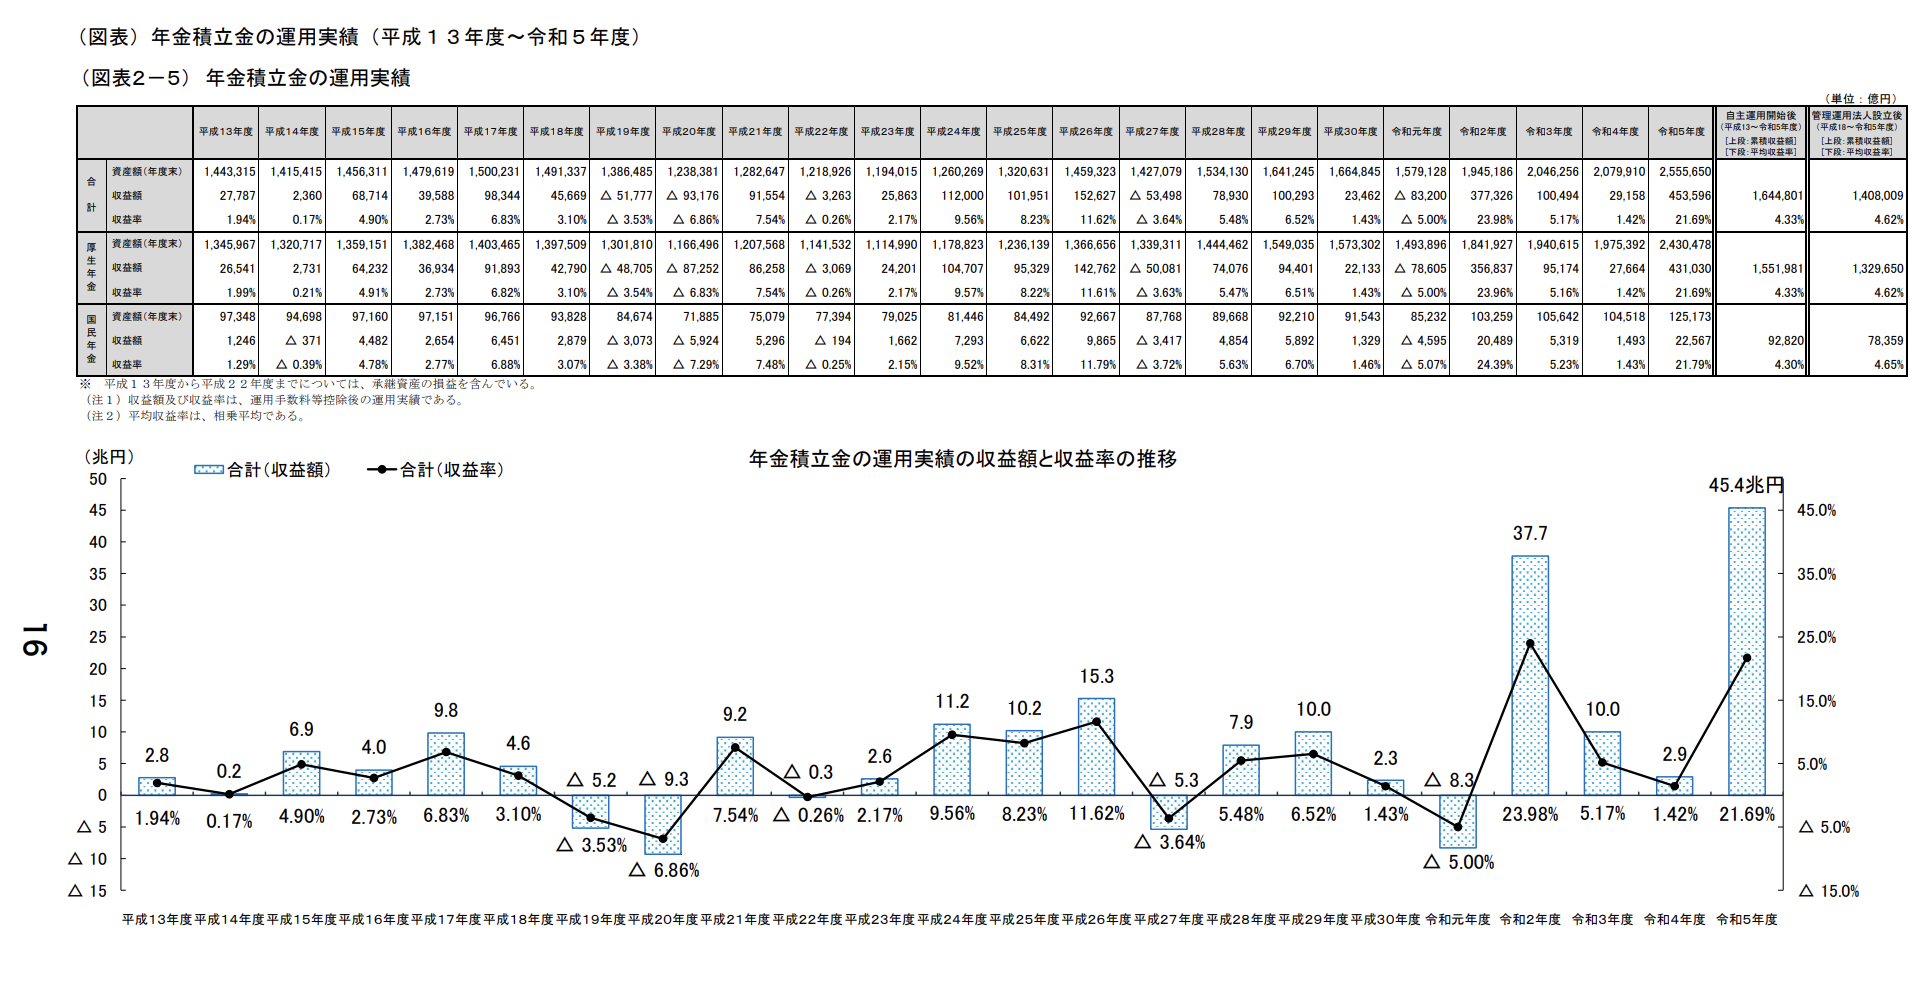 （図表）年金積立金の運用実績（平成１３年度～令和５年度）
（図表２－５） 年金積立金の運用実績
（単位：億円）
平成13年度 平成14年度 平成15年度 平成16年度 平成17年度 平成18年度 平成19年度 平成20年度 平成21年度 平成22年度 平成23年度 平成24年度 平成25年度 平成26年度 平成27年度 平成28年度 平成29年度 平成30年度 令和元年度 令和2年度 令和3年度 令和4年度 令和5年度 自主運用開始後 （平成13～令和5年度） ［上段：累積収益額］ ［下段：平均収益率］ 管理運用法人設立後 （平成18～令和5年度） ［上段：累積収益額］ ［下段：平均収益率］
合計
資産額（年度末） 1,443,315 1,415,415 1,456,311 1,479,619 1,500,231 1,491,337 1,386,485 1,238,381 1,282,647 1,218,926 1,194,015 1,260,269 1,320,631 1,459,323 1,427,079 1,534,130 1,641,245 1,664,845 1,579,128 1,945,186 2,046,256 2,079,910 2,555,650
収益額 27,787 2,360 68,714 39,588 98,344 45,669 △ 51,777 △ 93,176 91,554 △ 3,263 25,863 112,000 101,951 152,627 △ 53,498 78,930 100,293 23,462 △ 83,200 377,326 100,494 29,158 453,596 1,644,801 1,408,009
収益率 1.94% 0.17% 4.90% 2.73% 6.83% 3.10% △ 3.53% △ 6.86% 7.54% △ 0.26% 2.17% 9.56% 8.23% 11.62% △ 3.64% 5.48% 6.52% 1.43% △ 5.00% 23.98% 5.17% 1.42% 21.69% 4.33% 4.62%
厚生年金
資産額（年度末） 1,345,967 1,320,717 1,359,151 1,382,468 1,403,465 1,397,509 1,301,810 1,166,496 1,207,568 1,141,532 1,114,990 1,178,823 1,236,139 1,366,656 1,339,311 1,444,462 1,549,035 1,573,302 1,493,896 1,841,927 1,940,615 1,975,392 2,430,478
収益額 26,541 2,731 64,232 36,934 91,893 42,790 △ 48,705 △ 87,252 86,258 △ 3,069 24,201 104,707 95,329 142,762 △ 50,081 74,076 94,401 22,133 △ 78,605 356,837 95,174 27,664 431,030 1,551,981 1,329,650
収益率 1.99% 0.21% 4.91% 2.73% 6.82% 3.10% △ 3.54% △ 6.83% 7.54% △ 0.26% 2.17% 9.57% 8.22% 11.61% △ 3.63% 5.47% 6.51% 1.43% △ 5.00% 23.96% 5.16% 1.42% 21.69% 4.33% 4.62%
国民年金
資産額（年度末） 97,348 94,698 97,160 97,151 96,766 93,828 84,674 71,885 75,079 77,394 79,025 81,446 84,492 92,667 87,768 89,668 92,210 91,543 85,232 103,259 105,642 104,518 125,173
収益額 1,246 △ 371 4,482 2,654 6,451 2,879 △ 3,073 △ 5,924 5,296 △ 194 1,662 7,293 6,622 9,865 △ 3,417 4,854 5,892 1,329 △ 4,595 20,489 5,319 1,493 22,567 92,820 78,359
収益率 1.29% △ 0.39% 4.78% 2.77% 6.88% 3.07% △ 3.38% △ 7.29% 7.48% △ 0.25% 2.15% 9.52% 8.31% 11.79% △ 3.72% 5.63% 6.70% 1.46% △ 5.07% 24.39% 5.23% 1.43% 21.79% 4.30% 4.65%
※　平成１３年度から平成２２年度までについては、承継資産の損益を含んでいる。
（注１）収益額及び収益率は、運用手数料等控除後の運用実績である。
（注２）平均収益率は、相乗平均である。
（兆円）
合計（収益額） 合計（収益率）
年金積立金の運用実績の収益額と収益率の推移
50
45
40
35
30
25
20
15
10
5
0
△ 5
△ 10
△ 15
2.8 0.2 6.9 4.0 9.8 4.6 △ 5.2 △ 9.3 9.2 △ 0.3 2.6 11.2 10.2 15.3 △ 5.3 7.9 10.0 2.3 △ 8.3 37.7 10.0 2.9 45.4兆円
1.94% 0.17% 4.90% 2.73% 6.83% 3.10% △ 3.53% △ 6.86% 7.54% △ 0.26% 2.17% 9.56% 8.23% 11.62% △ 3.64% 5.48% 6.52% 1.43% △ 5.00% 23.98% 5.17% 1.42% 21.69%
45.0%
35.0%
25.0%
15.0%
5.0%
△ 5.0%
△ 15.0%
平成13年度 平成14年度 平成15年度 平成16年度 平成17年度 平成18年度 平成19年度 平成20年度 平成21年度 平成22年度 平成23年度 平成24年度 平成25年度 平成26年度 平成27年度 平成28年度 平成29年度 平成30年度 令和元年度 令和2年度 令和3年度 令和4年度 令和5年度
16